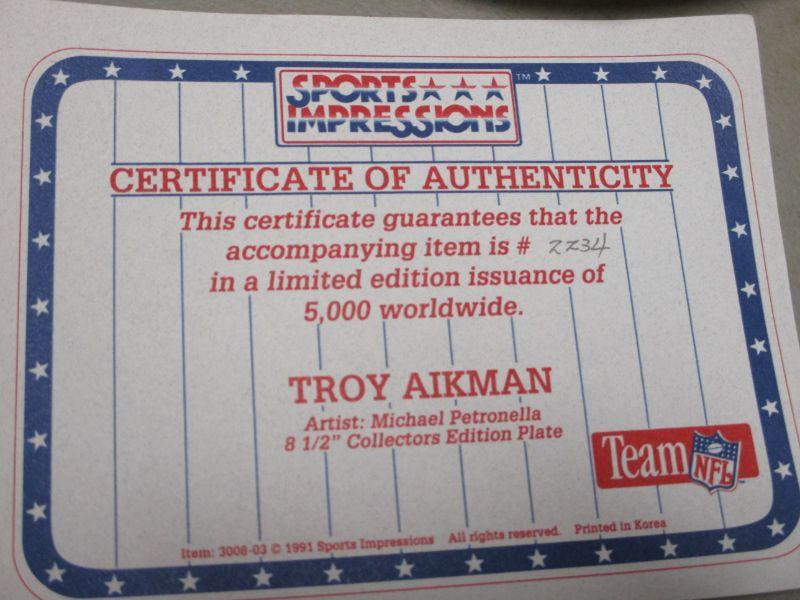 SPORTS
IMPRESSIONS
TM
CERTIFICATE OF AUTHENTICITY
This certificate guarantees that the
accompanying item is # 2234
in a limited edition issuance of
5,000 worldwide.
TROY AIKMAN
Artist: Michael Petronella
8 1/2" Collectors Edition Plate
Team NFL
Item: 3008-03 © 1991 Sports Impressions All rights reserved. Printed in Korea